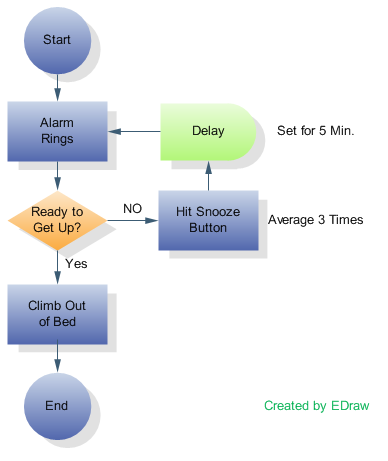 Start
Alarm
Rings
Delay
Set for 5 Min.
Ready to
Get Up?
NO
Hit Snooze
Button
Average 3 Times
Yes
Climb Out
of Bed
End
Created by EDraw